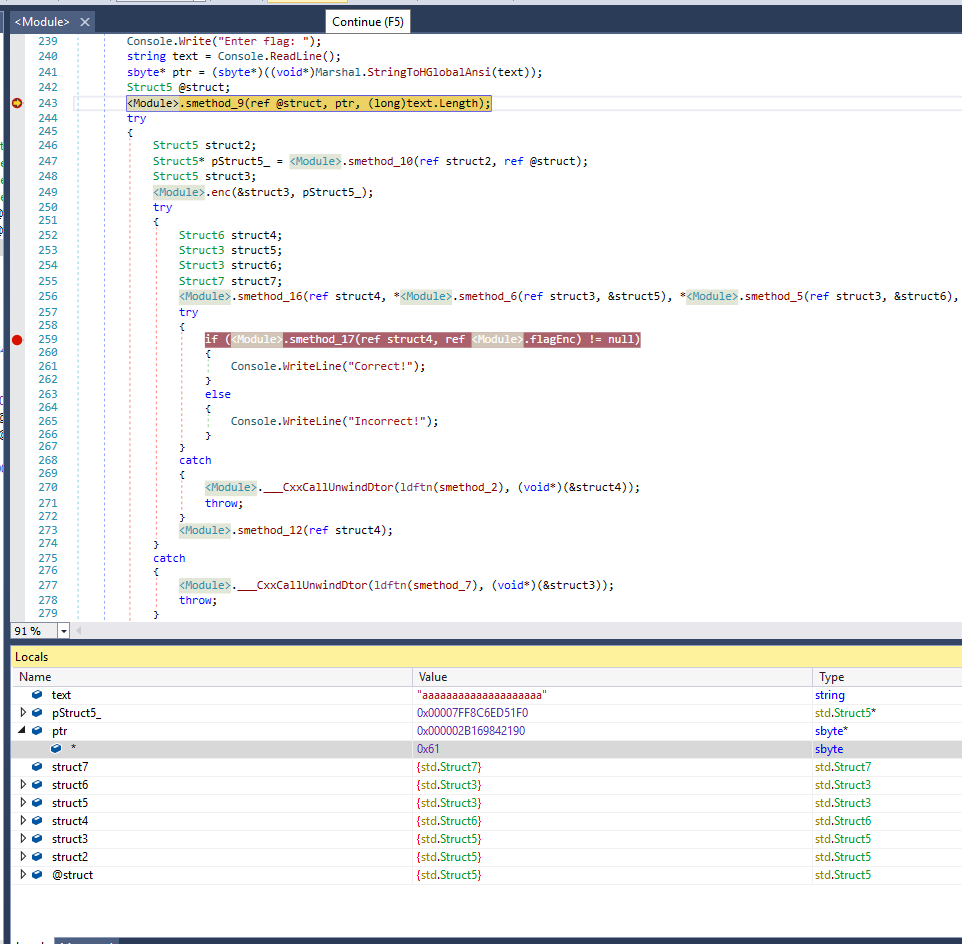 <Module> ✕
Continue (F5)
239 Console.Write("Enter flag: ");
240 string text = Console.ReadLine();
241 sbyte* ptr = (sbyte*)((void*)Marshal.StringToHGlobalAnsi(text));
242 Struct5 @struct;
243 <Module>.smethod_9(ref @struct, ptr, (long)text.Length);
244 try
245 {
246 Struct5 struct2;
247 Struct5* pStruct5_ = <Module>.smethod_10(ref struct2, ref @struct);
248 Struct5 struct3;
249 <Module>.enc(&struct3, pStruct5_);
250 try
251 {
252 Struct6 struct4;
253 Struct3 struct5;
254 Struct3 struct6;
255 Struct7 struct7;
256 <Module>.smethod_16(ref struct4, *<Module>.smethod_6(ref struct3, &struct5), *<Module>.smethod_5(ref struct3, &struct6),
257 try
258 {
259 if (<Module>.smethod_17(ref struct4, ref <Module>.flagEnc) != null)
260 {
261 Console.WriteLine("Correct!");
262 }
263 else
264 {
265 Console.WriteLine("Incorrect!");
266 }
267 }
268 catch
269 {
270 <Module>.___CxxCallUnwindDtor(ldftn(smethod_2), (void*)(&struct4));
271 throw;
272 }
273 <Module>.smethod_12(ref struct4);
274 }
275 catch
276 {
277 <Module>.___CxxCallUnwindDtor(ldftn(smethod_7), (void*)(&struct3));
278 throw;
279 }
91 %
Locals
Name Value Type
text "aaaaaaaaaaaaaaaaaaaa" string
pStruct5_ 0x00007FF8C6ED51F0 std.Struct5*
ptr 0x000002B169842190 sbyte*
* 0x61 sbyte
struct7 {std.Struct7} std.Struct7
struct6 {std.Struct3} std.Struct3
struct5 {std.Struct3} std.Struct3
struct4 {std.Struct6} std.Struct6
struct3 {std.Struct5} std.Struct5
struct2 {std.Struct5} std.Struct5
@struct {std.Struct5} std.Struct5